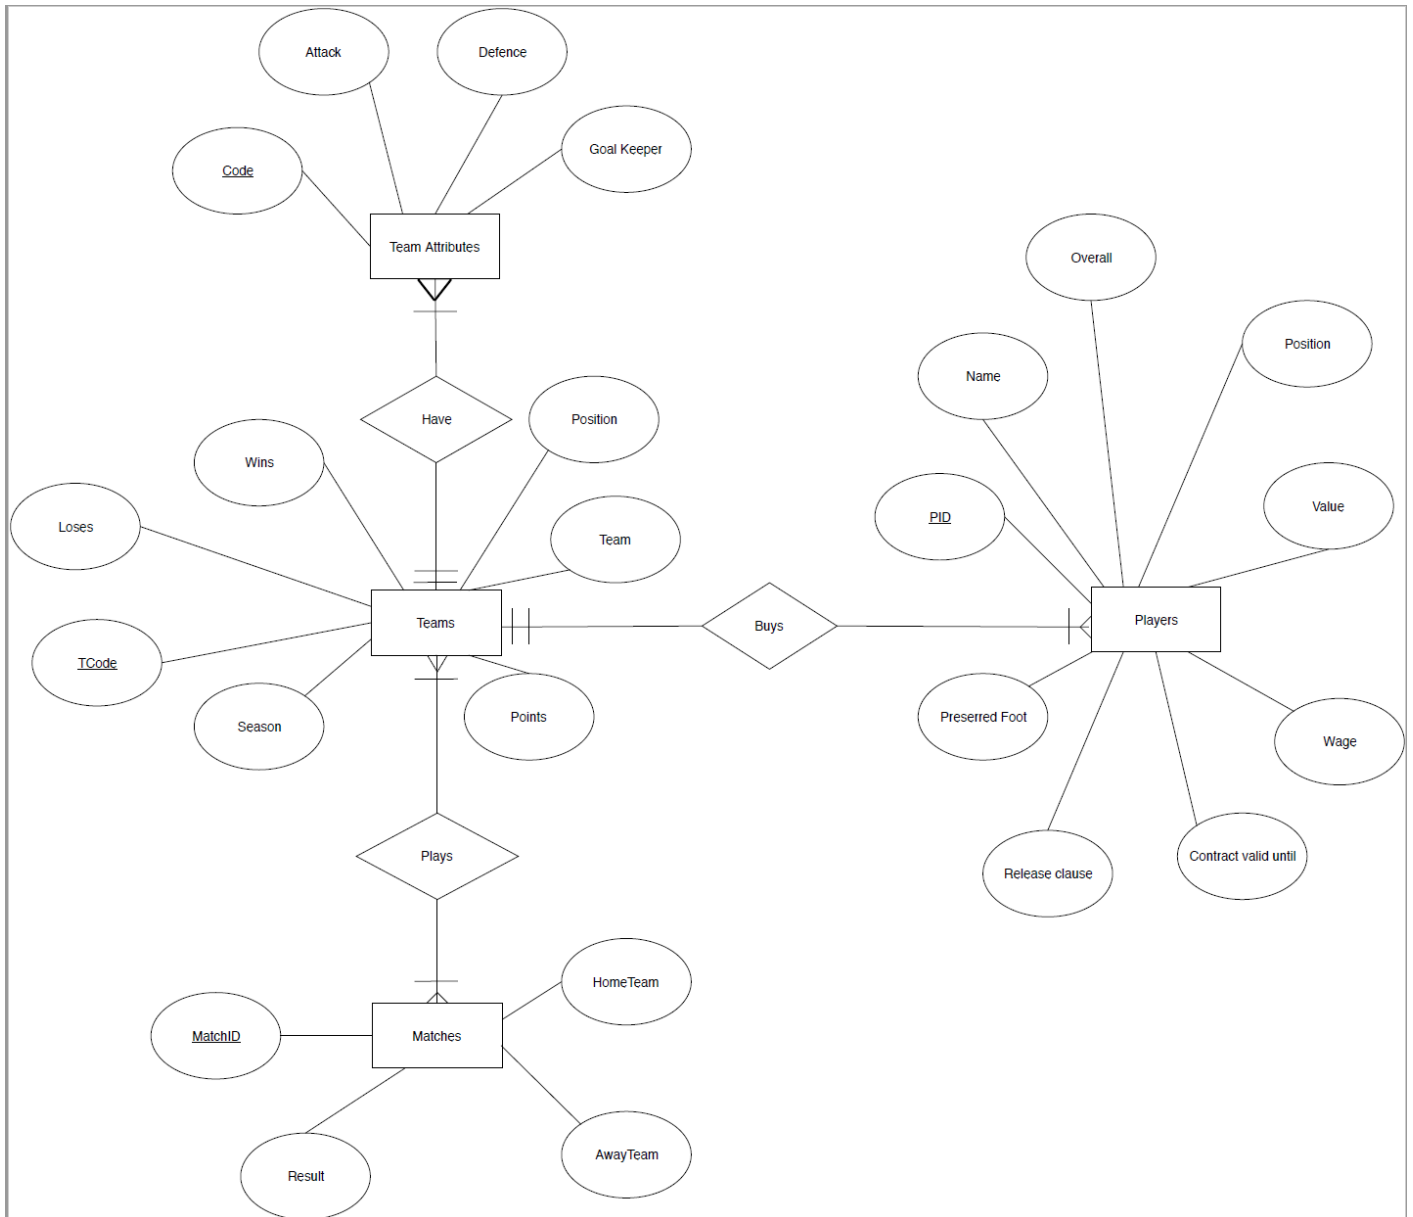 Attack
Defence
Goal Keeper
Code
Team Attributes
Overall
Position
Name
Have
Position
Wins
Value
PID
Loses
Team
Teams
Buys
Players
TCode
Season
Points
Preserred Foot
Wage
Plays
Release clause
Contract valid until
HomeTeam
MatchID
Matches
AwayTeam
Result